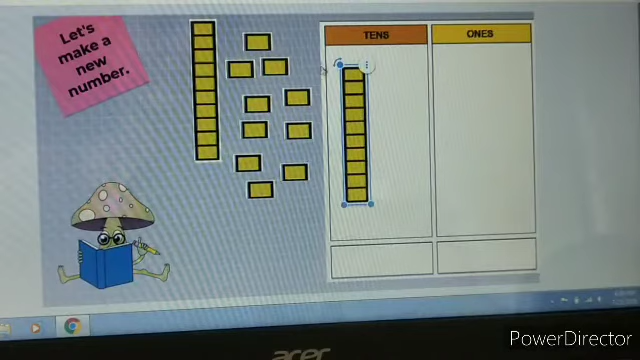 Let's
make a
new
number.
TENS
ONES
acer
PowerDirector